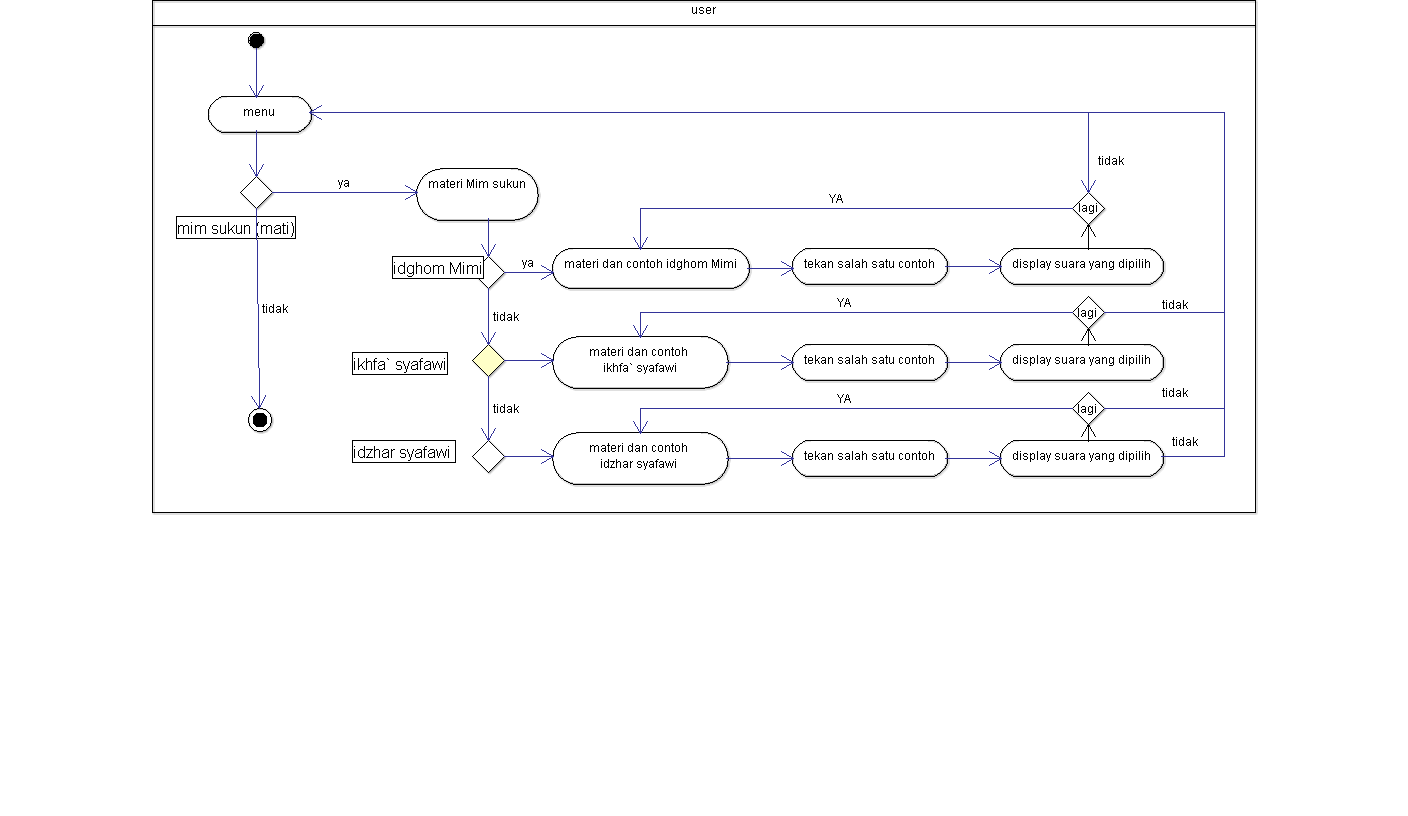 user
menu
tidak
ya
materi Mim sukun
YA
lagi
mim sukun (mati)
idghom Mimi
ya
materi dan contoh idghom Mimi
tekan salah satu contoh
display suara yang dipilih
tidak
tidak
YA
lagi
tidak
ikhfa` syafawi
materi dan contoh
ikhfa` syafawi
tekan salah satu contoh
display suara yang dipilih
tidak
YA
lagi
tidak
idzhar syafawi
materi dan contoh
idzhar syafawi
tekan salah satu contoh
display suara yang dipilih
tidak